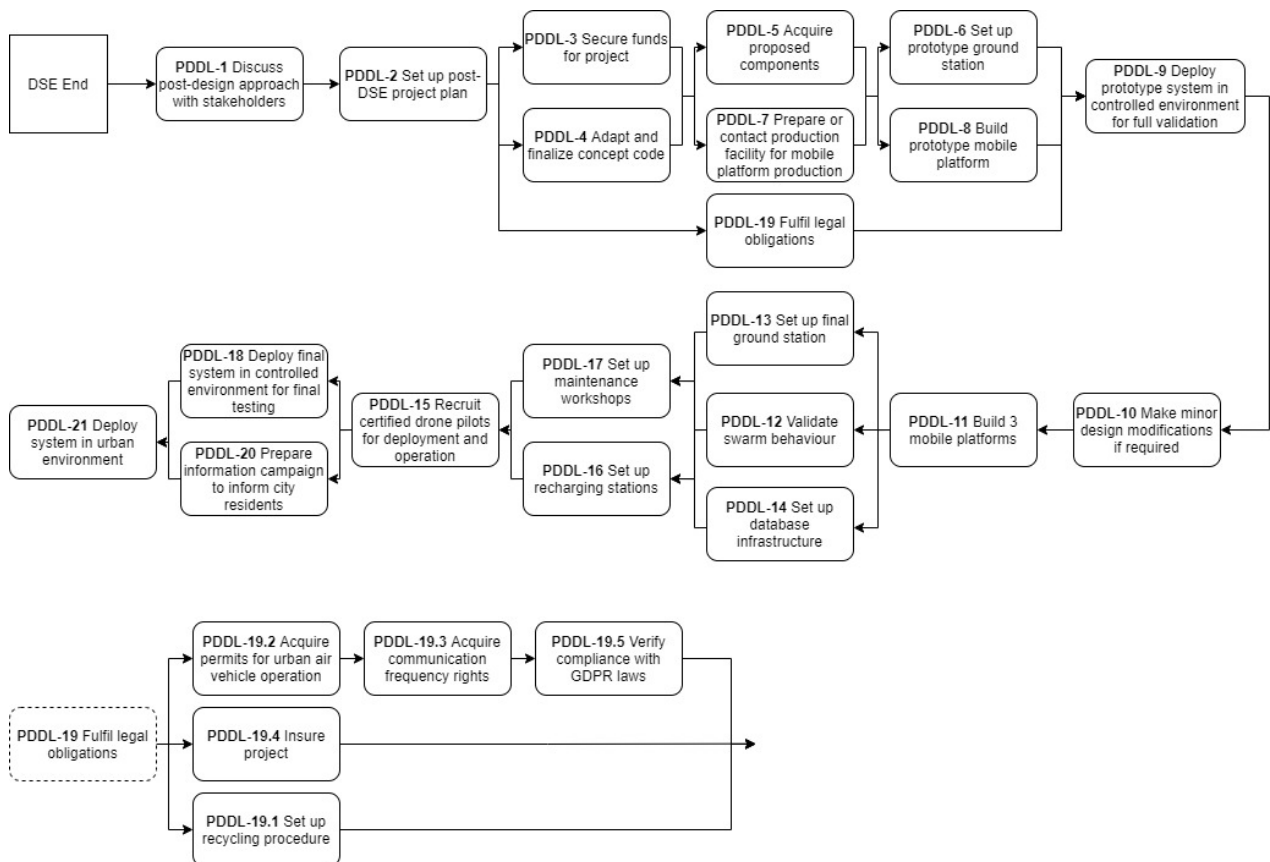 DSE End
PDDL-1 Discuss
post-design approach
with stakeholders
PDDL-2 Set up post-
DSE project plan
PDDL-3 Secure funds
for project
PDDL-4 Adapt and
finalize concept code
PDDL-5 Acquire
proposed
components
PDDL-7 Prepare or
contact production
facility for mobile
platform production
PDDL-19 Fulfil legal
obligations
PDDL-6 Set up
prototype ground
station
PDDL-8 Build
prototype mobile
platform
PDDL-9 Deploy
prototype system in
controlled environment
for full validation
PDDL-10 Make minor
design modifications
if required
PDDL-11 Build 3
mobile platforms
PDDL-13 Set up final
ground station
PDDL-12 Validate
swarm behaviour
PDDL-14 Set up
database
infrastructure
PDDL-17 Set up
maintenance
workshops
PDDL-16 Set up
recharging stations
PDDL-15 Recruit
certified drone pilots
for deployment and
operation
PDDL-18 Deploy final
system in controlled
environment for final
testing
PDDL-20 Prepare
information campaign
to inform city
residents
PDDL-21 Deploy
system in urban
environment
PDDL-19 Fulfil legal
obligations
PDDL-19.2 Acquire
permits for urban air
vehicle operation
PDDL-19.3 Acquire
communication
frequency rights
PDDL-19.5 Verify
compliance with
GDPR laws
PDDL-19.4 Insure
project
PDDL-19.1 Set up
recycling procedure